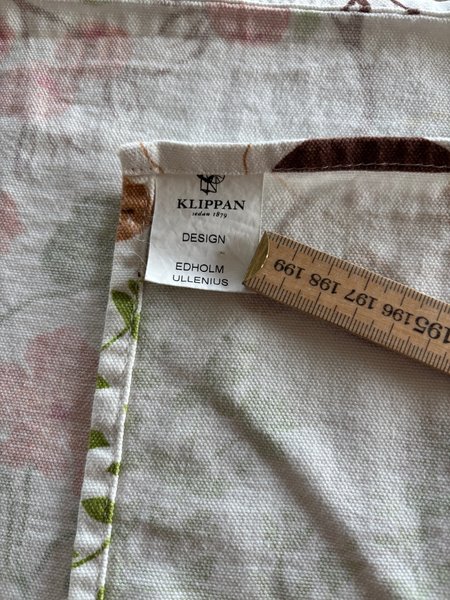 KLIPPAN
sedan 1879
DESIGN
EDHOLM
ULLENIUS
199 198 197 196 195